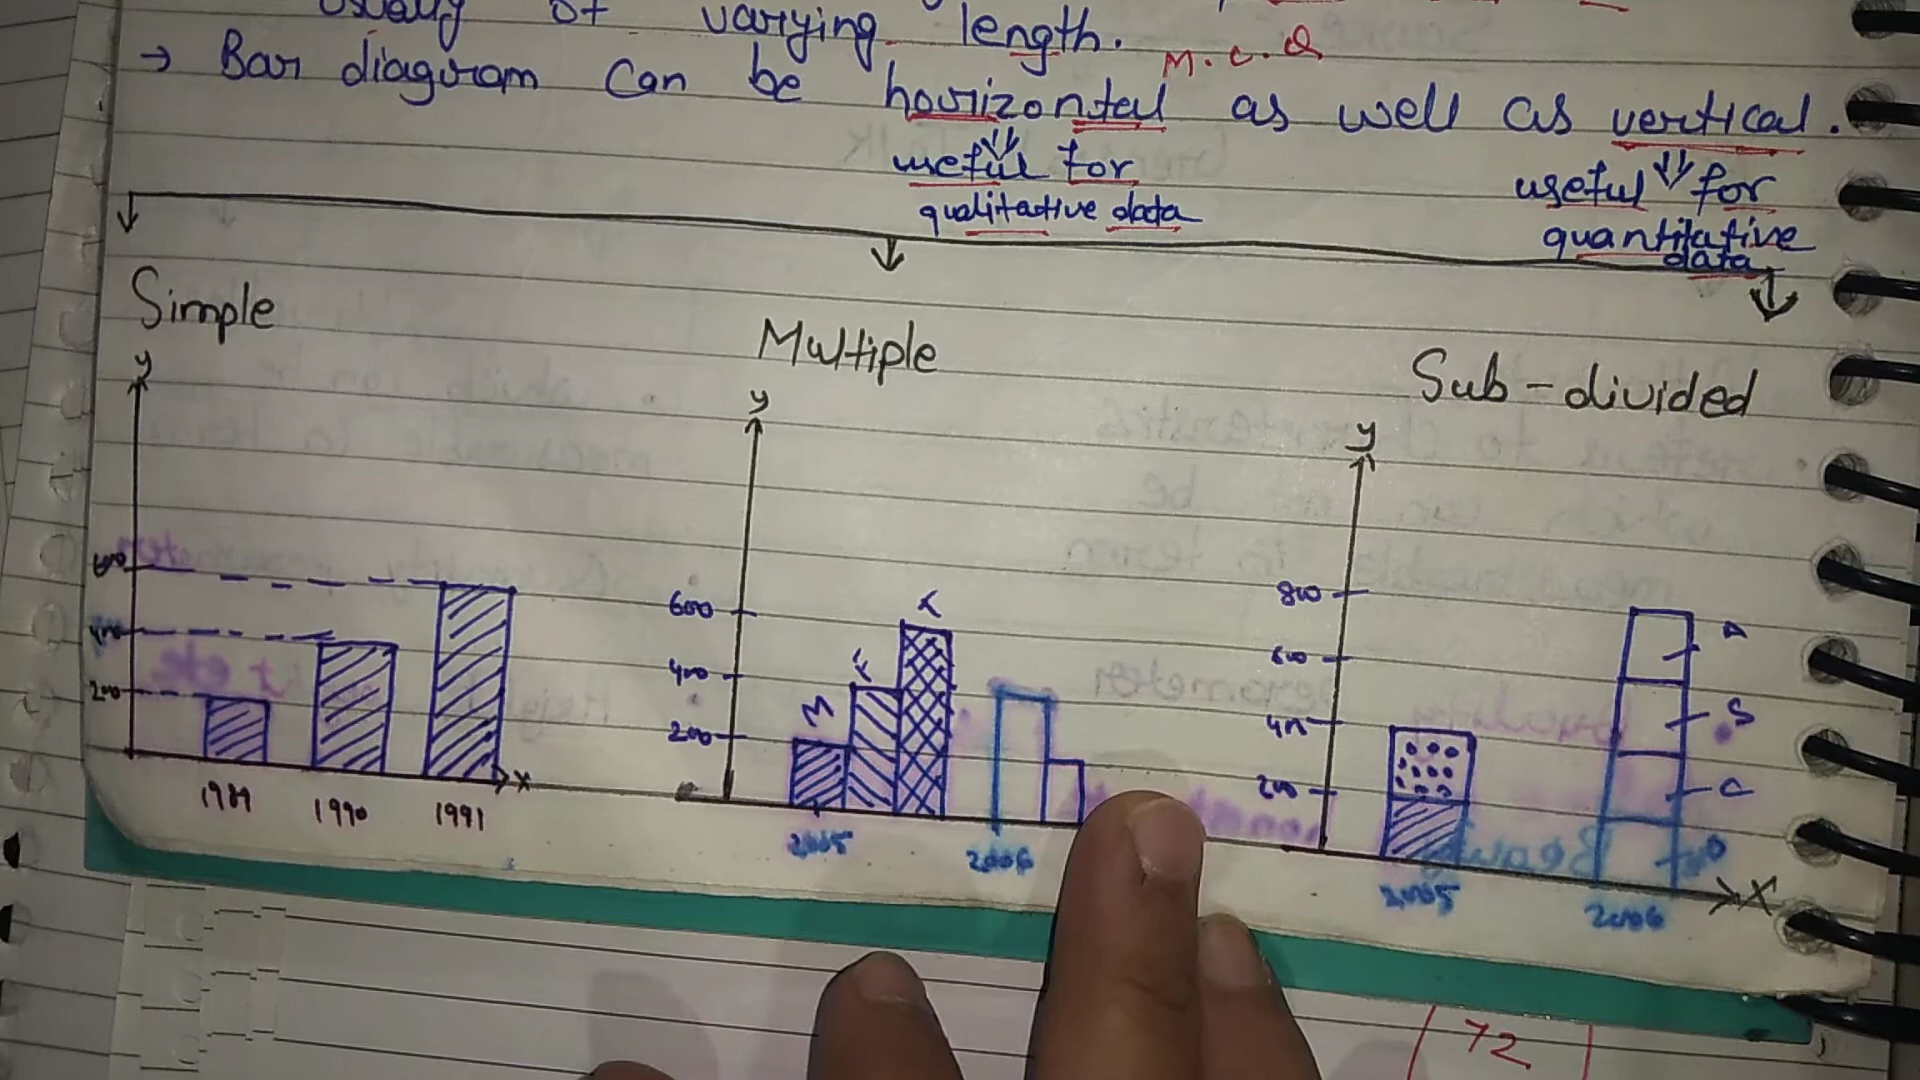 usually of varying length.
→ Bar diagram can be horizontal as well as vertical.
M.C.Q
useful for
qualitative data
useful for
quantitative
data
Simple
Multiple
Sub-divided
y
600
400
200
x
1989 1990 1991
y
600
400
200
M F
2005 2006
y
800
600
400
200
A
S
C
X
2005 2006
72